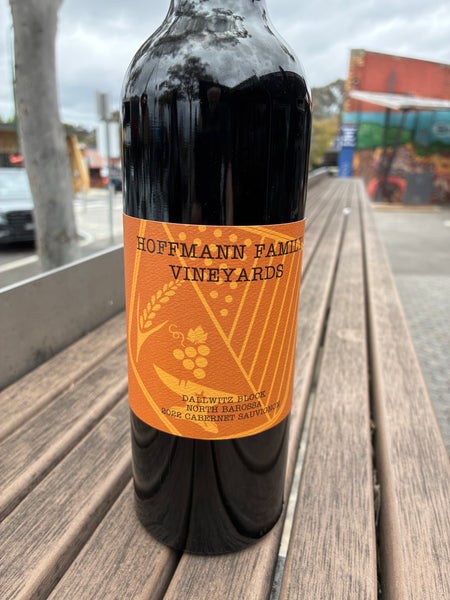 HOFFMANN FAMILY
VINEYARDS
DALLWITZ BLOCK
NORTH BAROSSA
2022 CABERNET SAUVIGNON